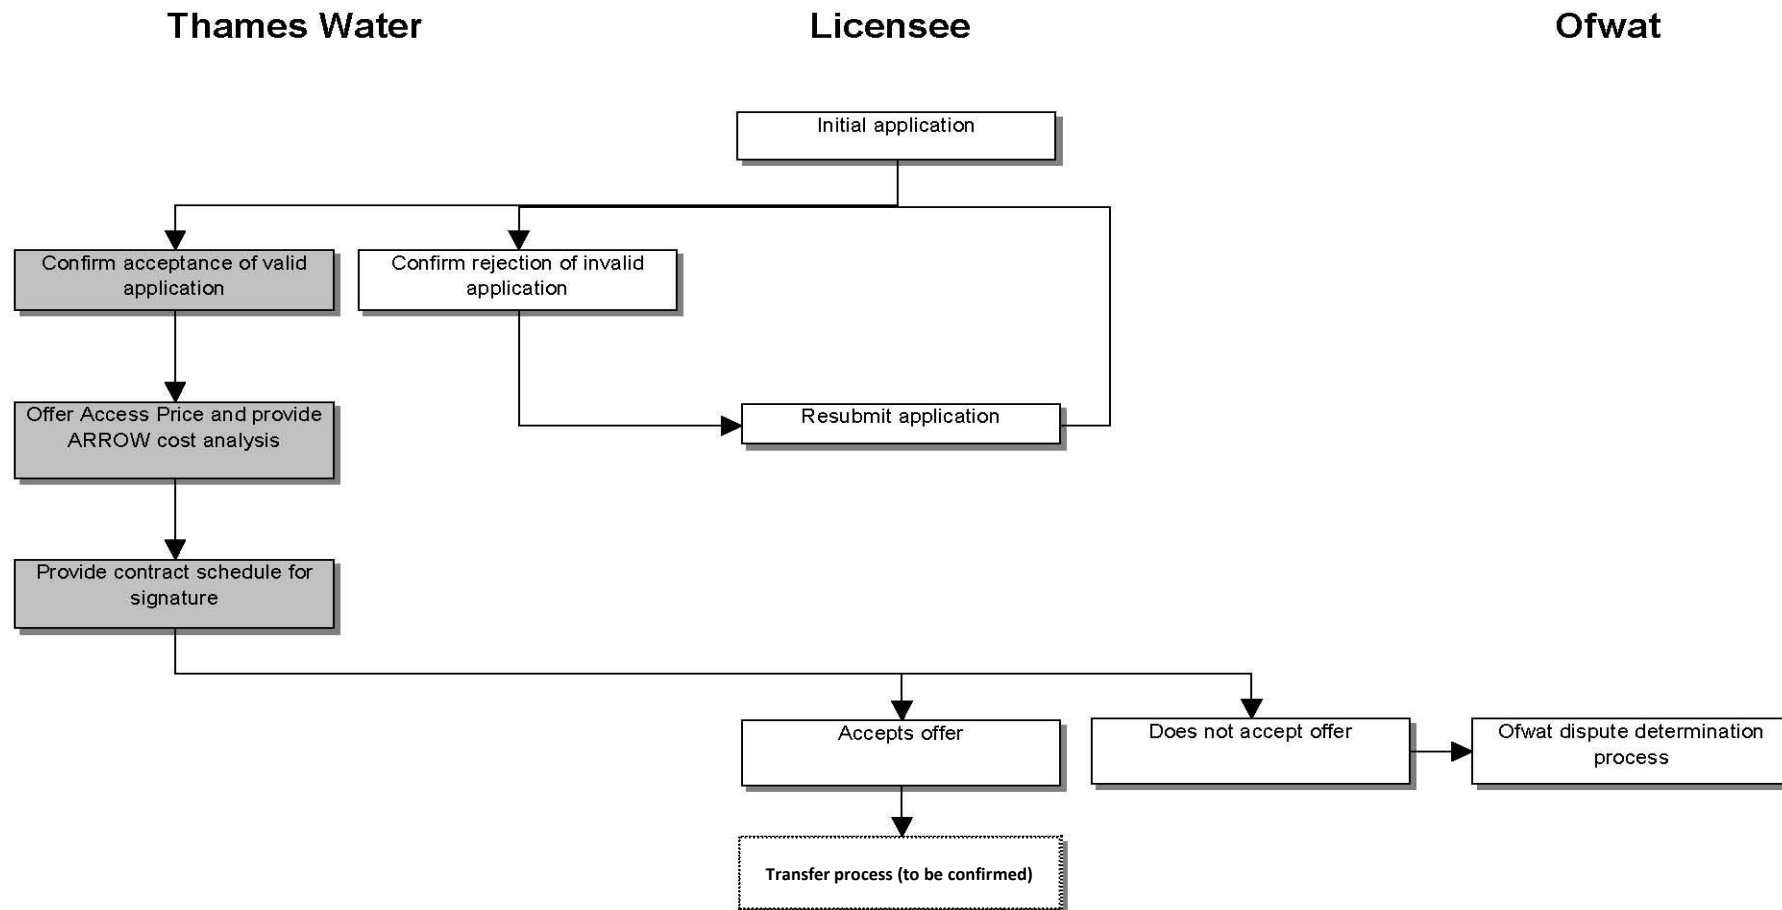 Thames Water
Licensee
Ofwat
Initial application
Confirm acceptance of valid
application
Confirm rejection of invalid
application
Offer Access Price and provide
ARROW cost analysis
Resubmit application
Provide contract schedule for
signature
Accepts offer
Does not accept offer
Ofwat dispute determination
process
Transfer process (to be confirmed)